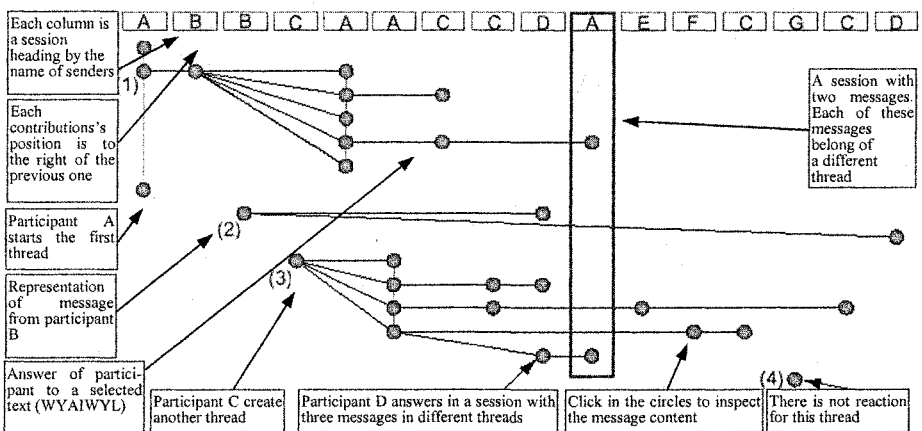 Each column is
a session
heading by the
name of senders
A B B C A A C C D A E F C G C D
1)
Each
contributions's
position is to
the right of the
previous one
A session with
two messages.
Each of these
messages
belong of
a different
thread
Participant A
starts the first
thread
(2)
Representation
of message
from participant
B
(3)
Answer of partici-
pant to a selected
text (WYAIWYL)
Participant C create
another thread
Participant D answers in a session with
three messages in different threads
Click in the circles to inspect
the message content
(4)
There is not reaction
for this thread